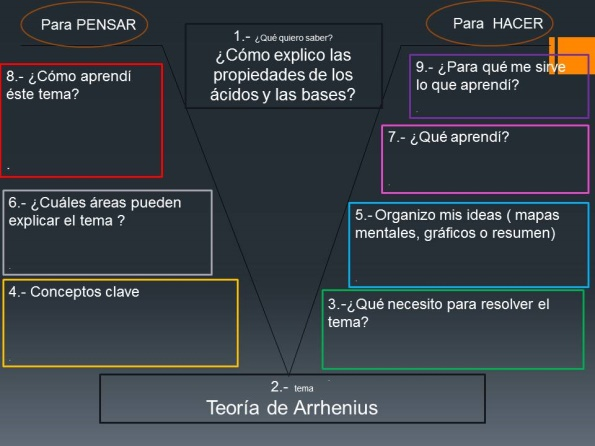 Para PENSAR
Para HACER
1.- ¿Qué quiero saber?
¿Cómo explico las
propiedades de los
ácidos y las bases?
8.- ¿Cómo aprendí
éste tema?
.
9.- ¿Para qué me sirve
lo que aprendí?
.
7.- ¿Qué aprendí?
.
6.- ¿Cuáles áreas pueden
explicar el tema ?
.
5.- Organizo mis ideas ( mapas
mentales, gráficos o resumen)
.
4.- Conceptos clave
.
3.-¿Qué necesito para resolver el
tema?
.
2.- tema
Teoría de Arrhenius